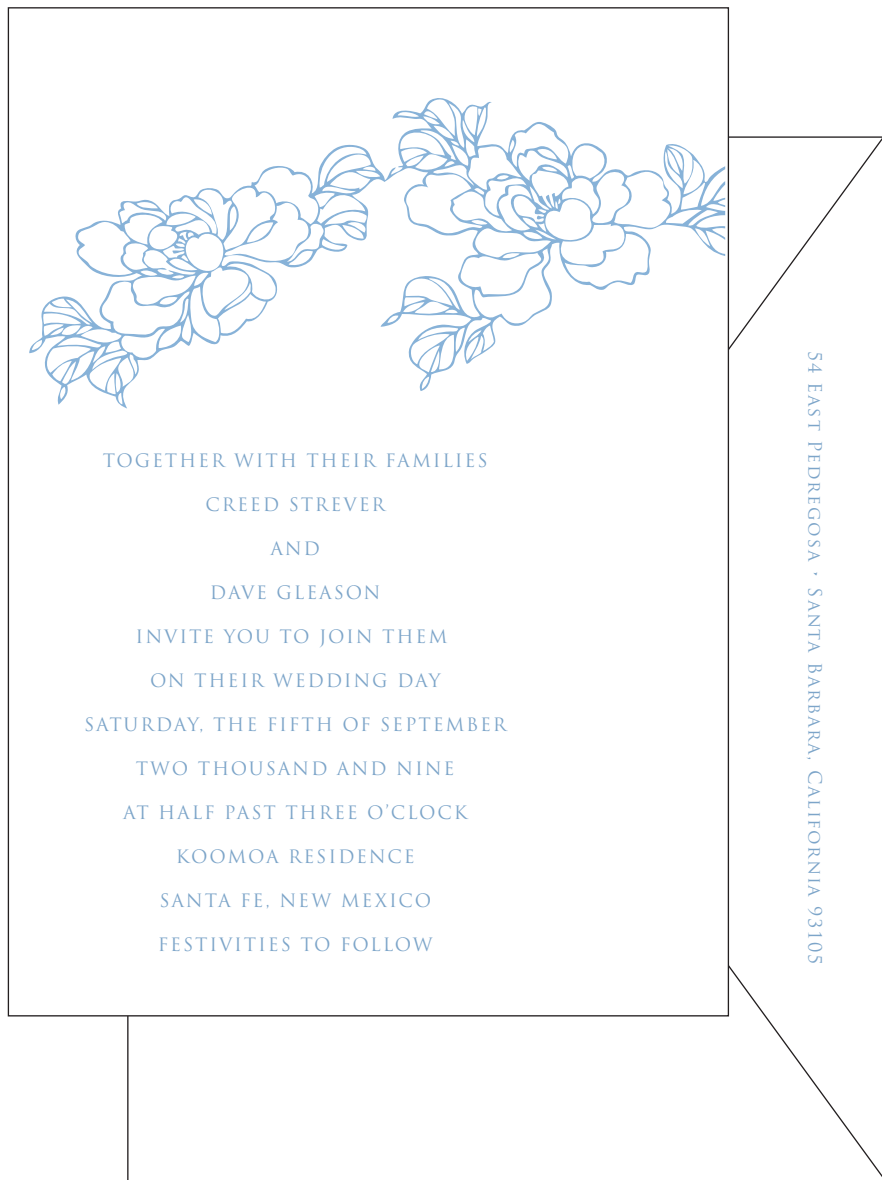 TOGETHER WITH THEIR FAMILIES
CREED STREVER
AND
DAVE GLEASON
INVITE YOU TO JOIN THEM
ON THEIR WEDDING DAY
SATURDAY, THE FIFTH OF SEPTEMBER
TWO THOUSAND AND NINE
AT HALF PAST THREE O'CLOCK
KOOMOA RESIDENCE
SANTA FE, NEW MEXICO
FESTIVITIES TO FOLLOW
54 East Pedregosa · Santa Barbara, California 93105